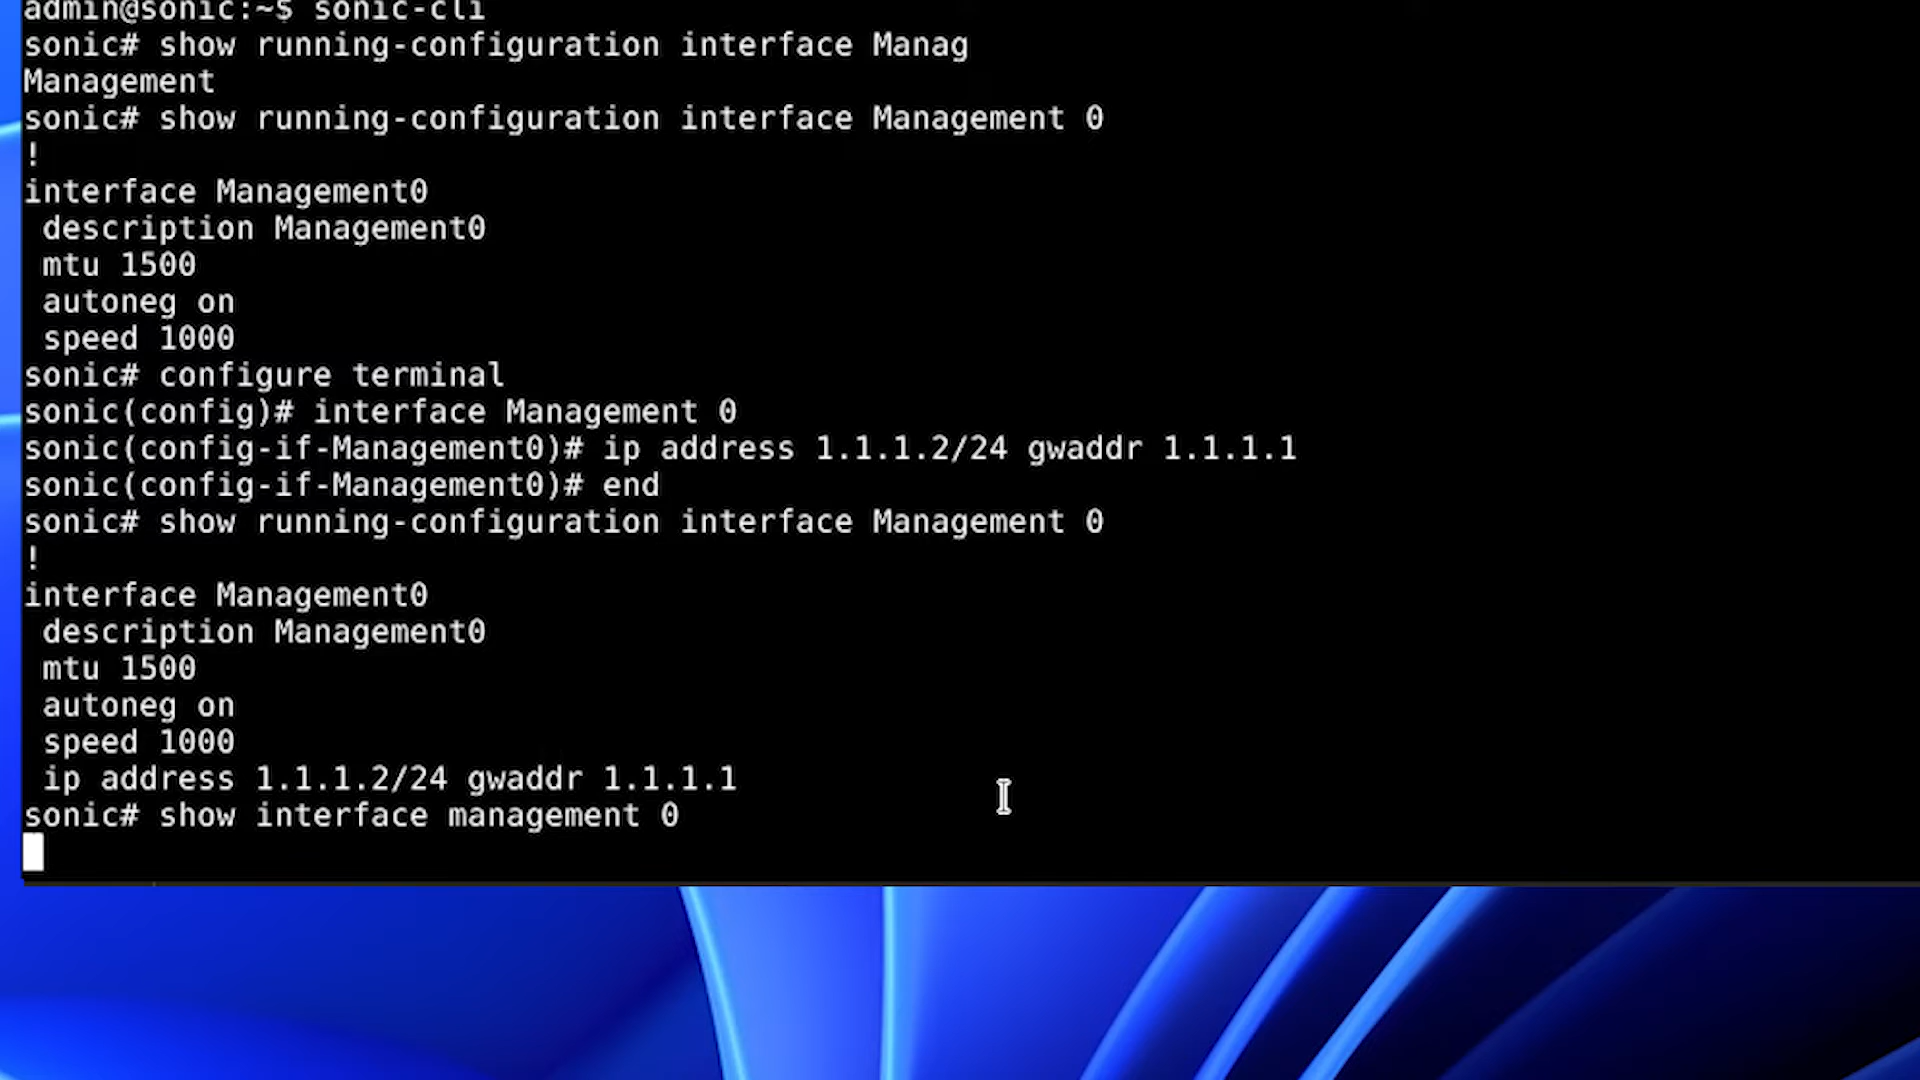 admin@sonic:~$ sonic-cli
sonic# show running-configuration interface Manag
Management
sonic# show running-configuration interface Management 0
!
interface Management0
 description Management0
 mtu 1500
 autoneg on
 speed 1000
sonic# configure terminal
sonic(config)# interface Management 0
sonic(config-if-Management0)# ip address 1.1.1.2/24 gwaddr 1.1.1.1
sonic(config-if-Management0)# end
sonic# show running-configuration interface Management 0
!
interface Management0
 description Management0
 mtu 1500
 autoneg on
 speed 1000
 ip address 1.1.1.2/24 gwaddr 1.1.1.1
sonic# show interface management 0